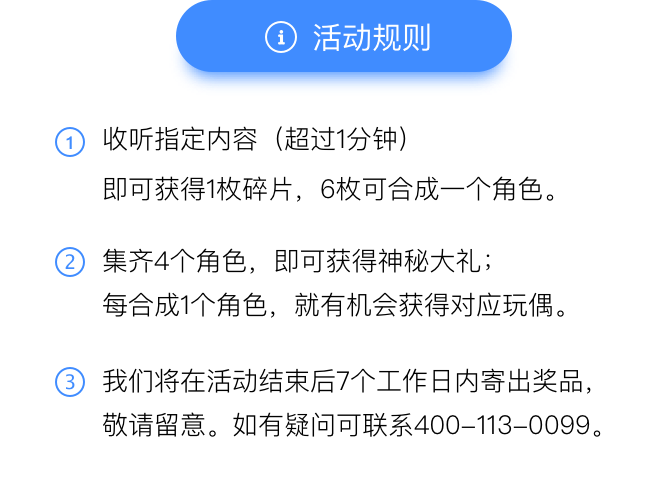 活动规则
1 收听指定内容（超过1分钟）
即可获得1枚碎片，6枚可合成一个角色。
2 集齐4个角色，即可获得神秘大礼；
每合成1个角色，就有机会获得对应玩偶。
3 我们将在活动结束后7个工作日内寄出奖品，
敬请留意。如有疑问可联系400-113-0099。